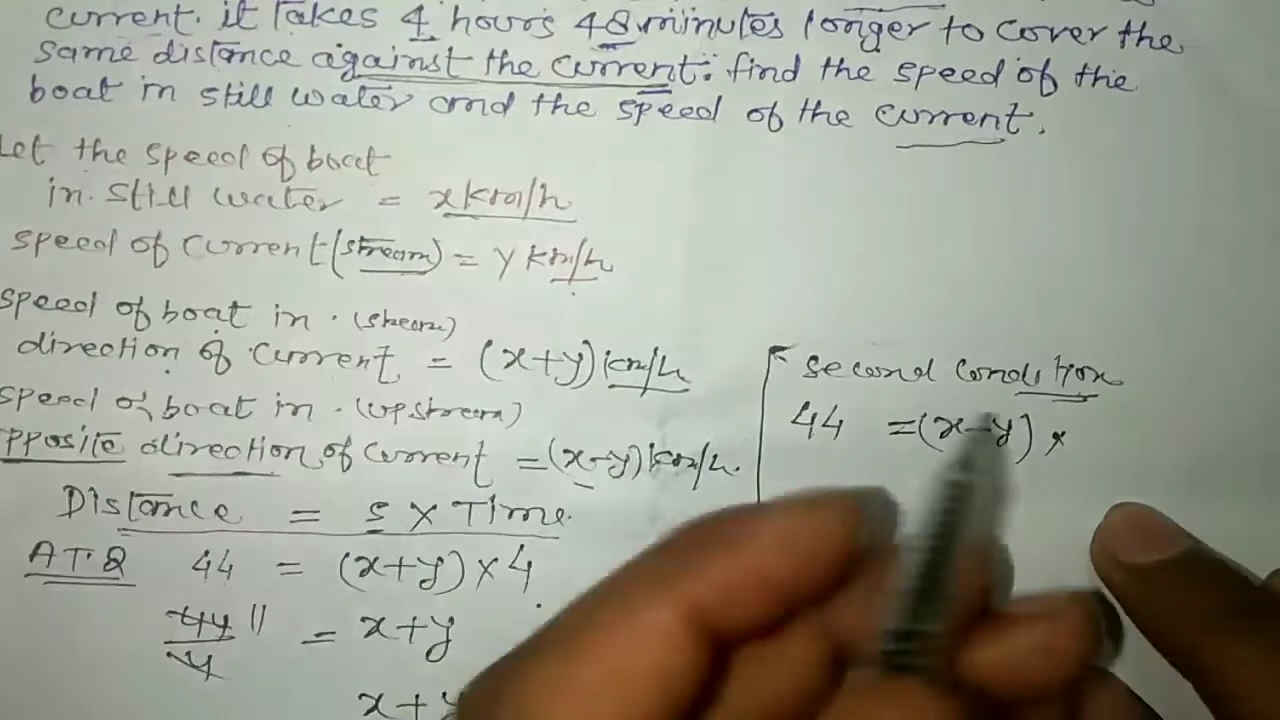 current. it takes 4 hours 48 minutes longer to cover the
same distance against the current. find the speed of the
boat in still water and the speed of the current.
Let the speed of boat
in still water = x km/h
speed of current (stream) = y km/h
speed of boat in (stream)
direction of current = (x+y) km/h
speed of boat in (upstream)
opposite direction of current = (x-y) km/h.
Distance = S × Time
A.T.Q 44 = (x+y)×4
44/4 11 = x+y
x+y
second condition
44 = (x-y) ×